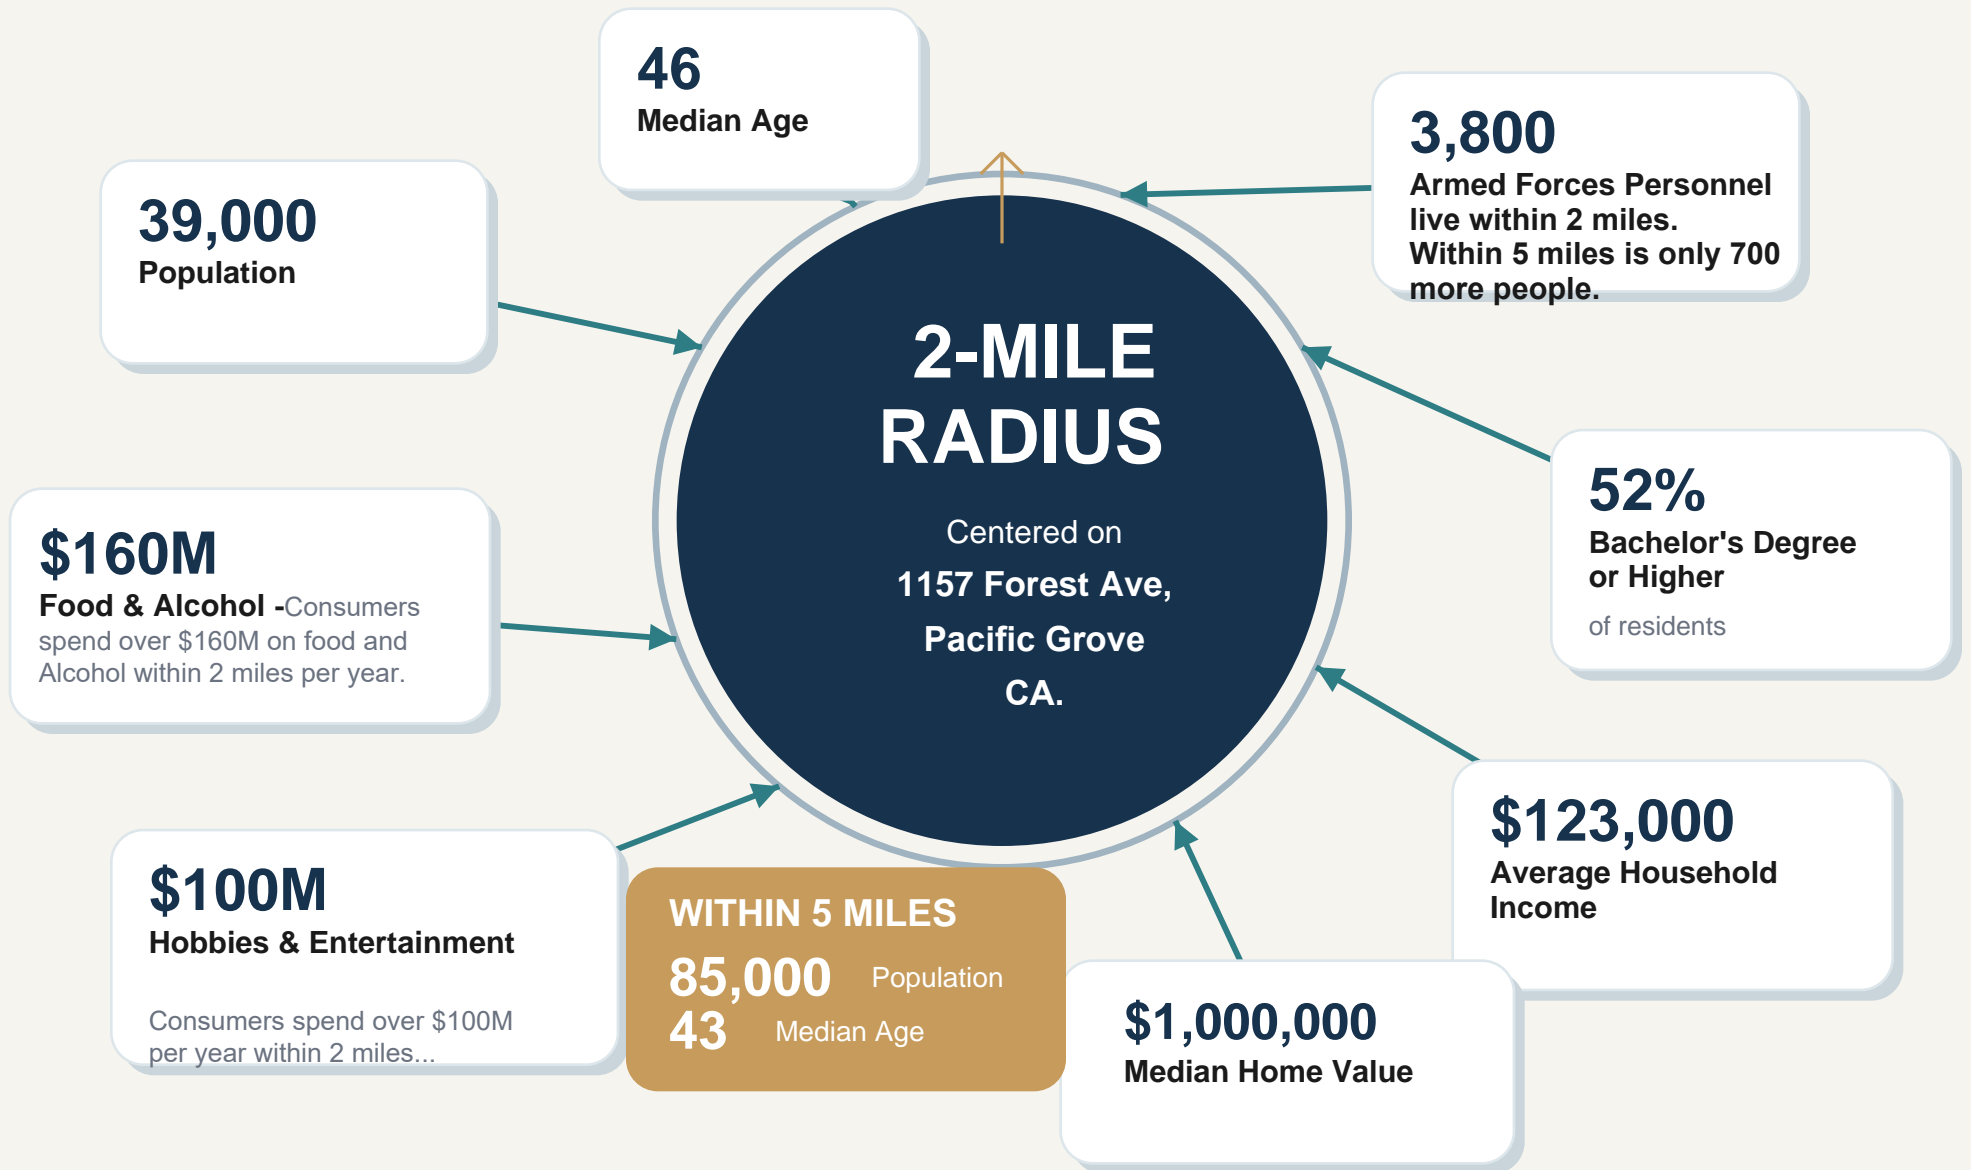 46
Median Age
3,800
Armed Forces Personnel
live within 2 miles.
Within 5 miles is only 700
more people.
39,000
Population
2-MILE
RADIUS
Centered on
1157 Forest Ave,
Pacific Grove
CA.
52%
Bachelor's Degree
or Higher
of residents
$160M
Food & Alcohol -Consumers
spend over $160M on food and
Alcohol within 2 miles per year.
$123,000
Average Household
Income
$100M
Hobbies & Entertainment
Consumers spend over $100M
per year within 2 miles...
WITHIN 5 MILES
85,000 Population
43 Median Age
$1,000,000
Median Home Value